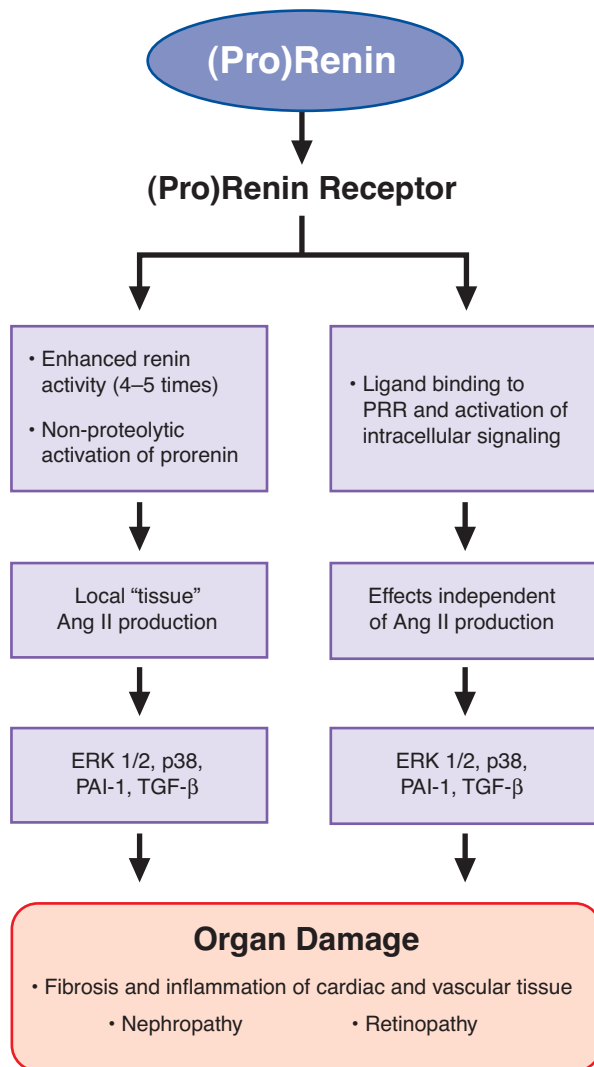 (Pro)Renin
(Pro)Renin Receptor
• Enhanced renin
activity (4–5 times)
• Non-proteolytic
activation of prorenin
• Ligand binding to
PRR and activation of
intracellular signaling
Local “tissue”
Ang II production
Effects independent
of Ang II production
ERK 1/2, p38,
PAI-1, TGF-β
ERK 1/2, p38,
PAI-1, TGF-β
Organ Damage
• Fibrosis and inflammation of cardiac and vascular tissue
• Nephropathy • Retinopathy